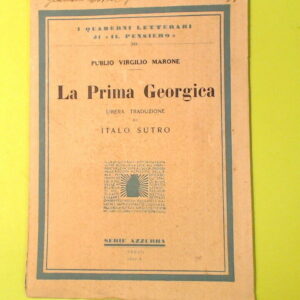 I QUADERNI LETTERARI
DI «IL PENSIERO»
PUBLIO VIRGILIO MARONE
La Prima Georgica
LIBERA TRADUZIONE
DI
ITALO SUTRO
SERIE AZZURRA